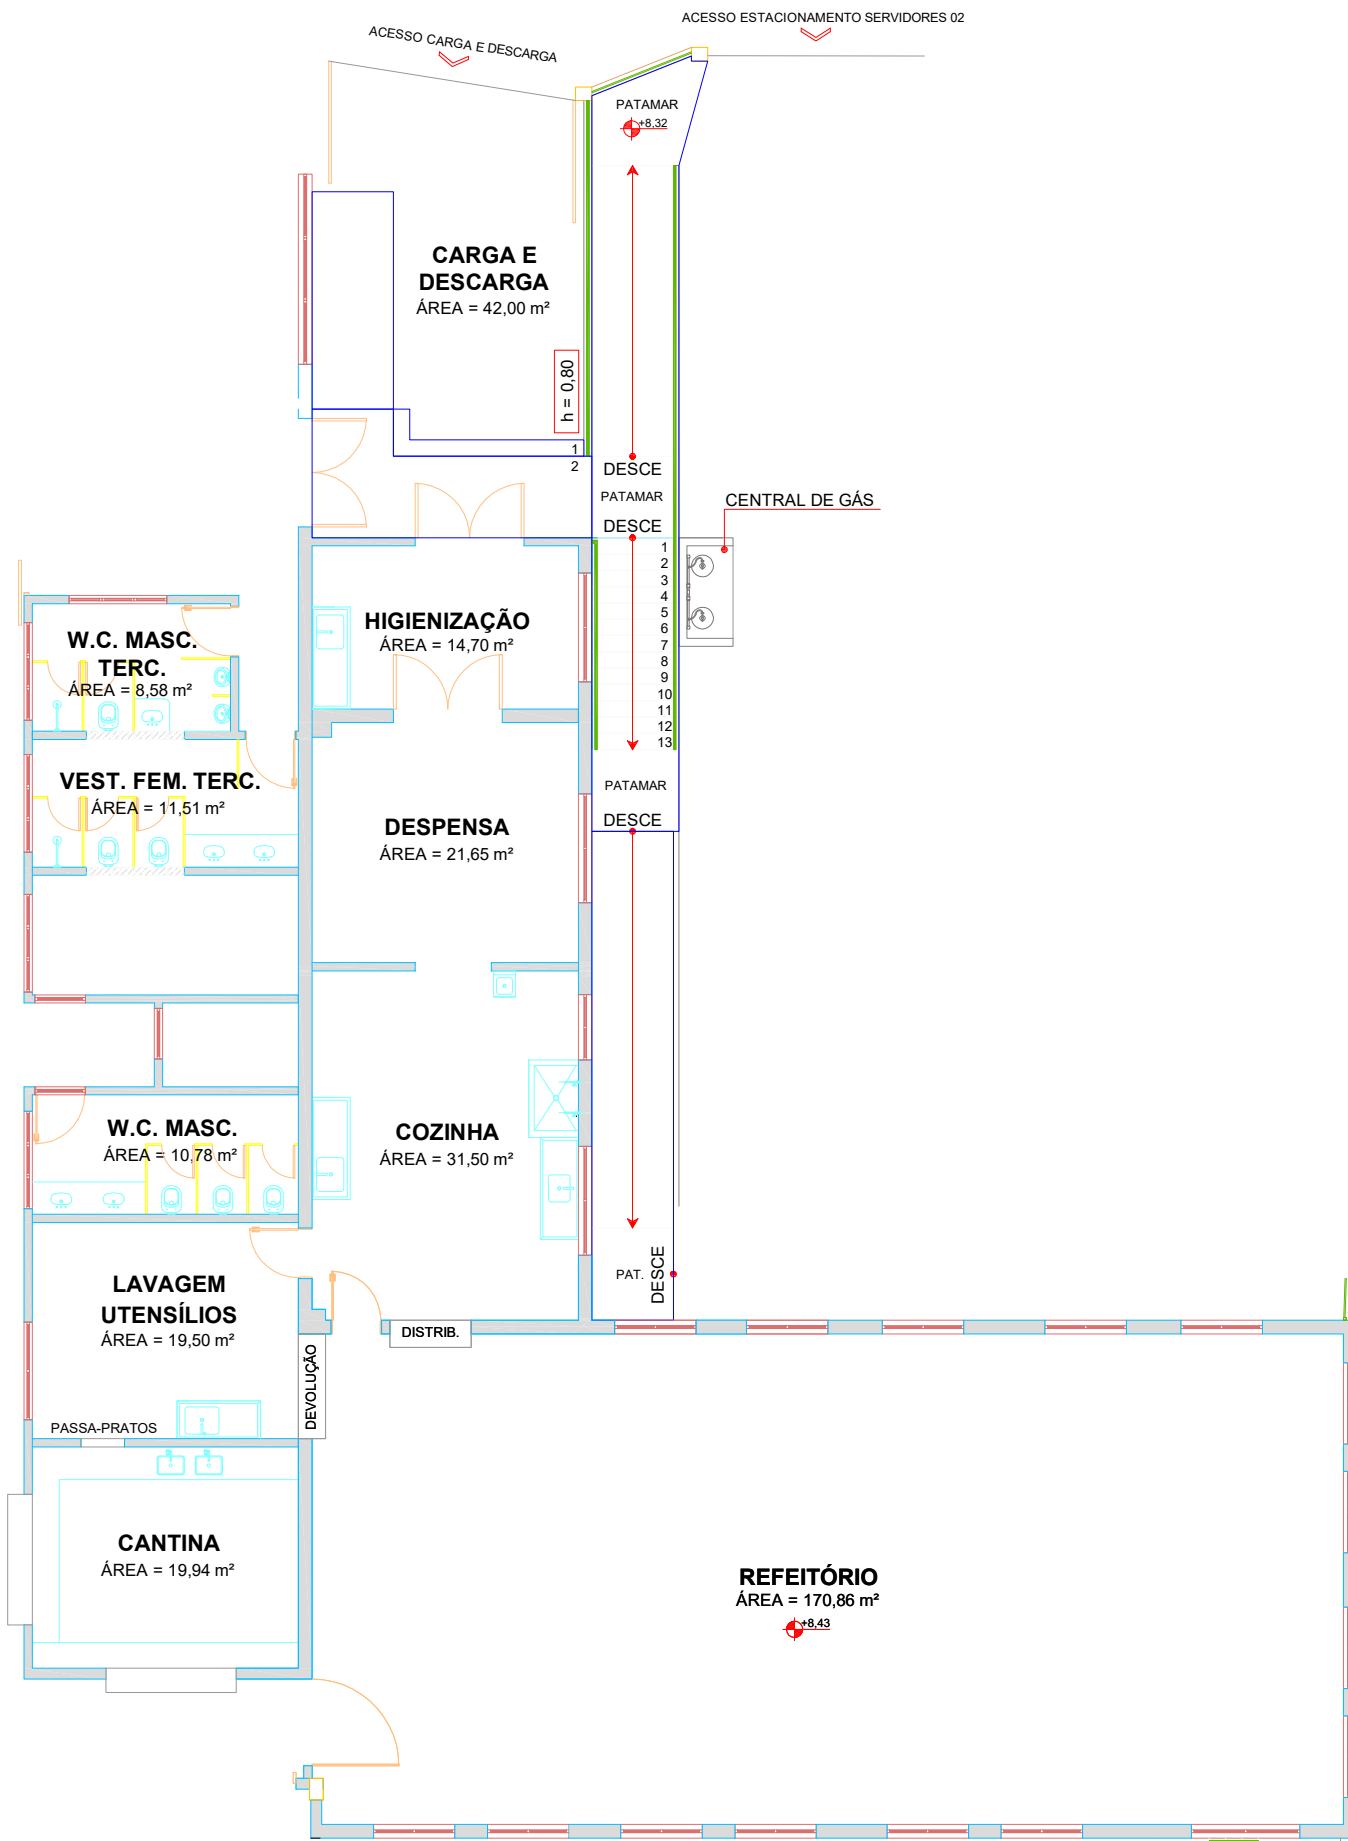 ACESSO ESTACIONAMENTO SERVIDORES 02
ACESSO CARGA E DESCARGA
PATAMAR
+8,32
CARGA E
DESCARGA
ÁREA = 42,00 m²
h = 0,80
1
2
DESCE
PATAMAR
DESCE
CENTRAL DE GÁS
1
2
3
4
5
6
7
8
9
10
11
12
13
HIGIENIZAÇÃO
ÁREA = 14,70 m²
W.C. MASC.
TERC.
ÁREA = 8,58 m²
VEST. FEM. TERC.
ÁREA = 11,51 m²
PATAMAR
DESCE
DESPENSA
ÁREA = 21,65 m²
W.C. MASC.
ÁREA = 10,78 m²
COZINHA
ÁREA = 31,50 m²
PAT.
DESCE
LAVAGEM
UTENSÍLIOS
ÁREA = 19,50 m²
DISTRIB.
DEVOLUÇÃO
PASSA-PRATOS
CANTINA
ÁREA = 19,94 m²
REFEITÓRIO
ÁREA = 170,86 m²
+8,43